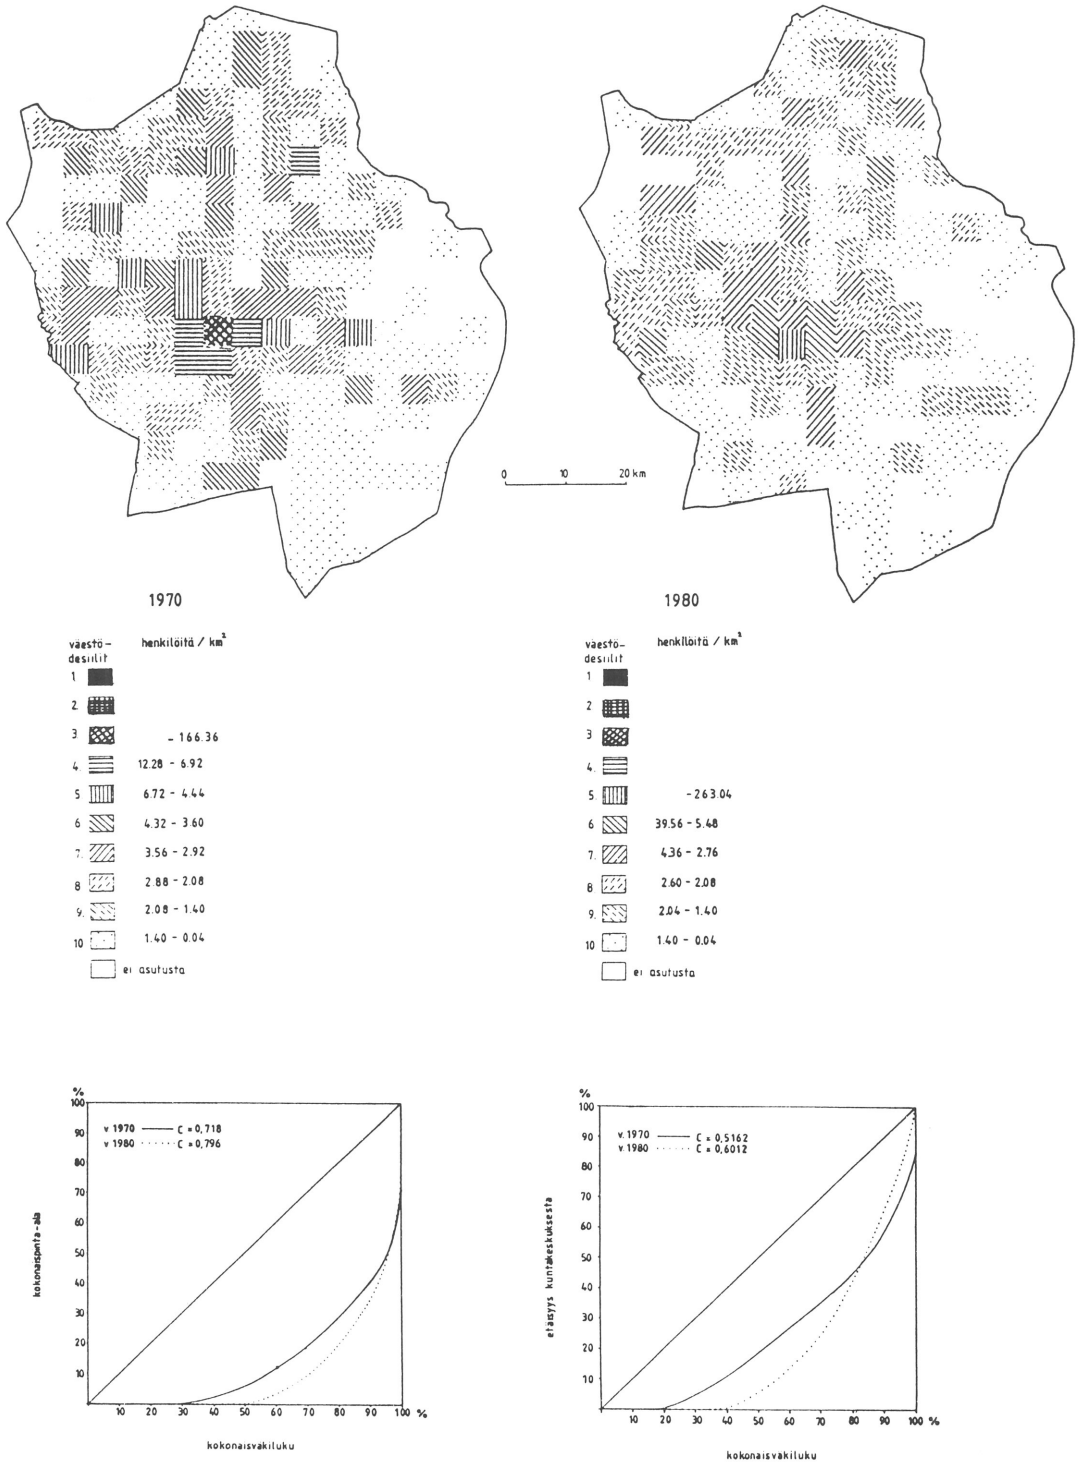 0 10 20 km
1970
väestö-
desiilit
henkilöitä / km²
1
2.
3 – 166.36
4. 12.28 – 6.92
5 6.72 – 4.44
6 4.32 – 3.60
7. 3.56 – 2.92
8 2.88 – 2.08
9. 2.08 – 1.40
10 1.40 – 0.04
ei asutusta
1980
väestö-
desiilit
henkilöitä / km²
1
2
3
4.
5. -263.04
6 39.56 – 5.48
7. 4.36 – 2.76
8 2.60 – 2.08
9. 2.04 – 1.40
10 1.40 – 0.04
ei asutusta
%
100
90
80
70
60
50
40
30
20
10
v 1970 C = 0,718
v 1980 C = 0,796
kokonaispinta-ala
10 20 30 40 50 60 70 80 90 100 %
kokonaisväkiluku
%
100
90
80
70
60
50
40
30
20
10
v.1970 C = 0,5162
v.1980 C = 0,6012
etäisyys kuntakeskuksesta
10 20 30 40 50 60 70 80 90 100 %
kokonaisväkiluku